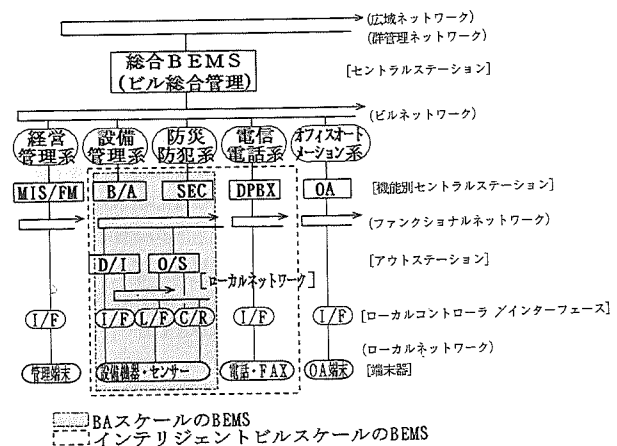 (広域ネットワーク)
(群管理ネットワーク)
総合BEMS
(ビル総合管理)
[セントラルステーション]
(ビルネットワーク)
経営
管理系
設備
管理系
防災
防犯系
電信
電話系
オフィスオート
メーション系
MIS/FM
B/A
SEC
DPBX
OA
[機能別セントラルステーション]
(ファンクショナルネットワーク)
D/I
O/S
[アウトステーション]
[ローカルネットワーク)
I/F
I/F
L/F
C/R
I/F
I/F
[ローカルコントローラ /インターフェース]
(ローカルネットワーク)
管理端末
設備機器・センサー
電話・FAX
OA端末
[端末器]
BAスケールのBEMS
インテリジェントビルスケールのBEMS